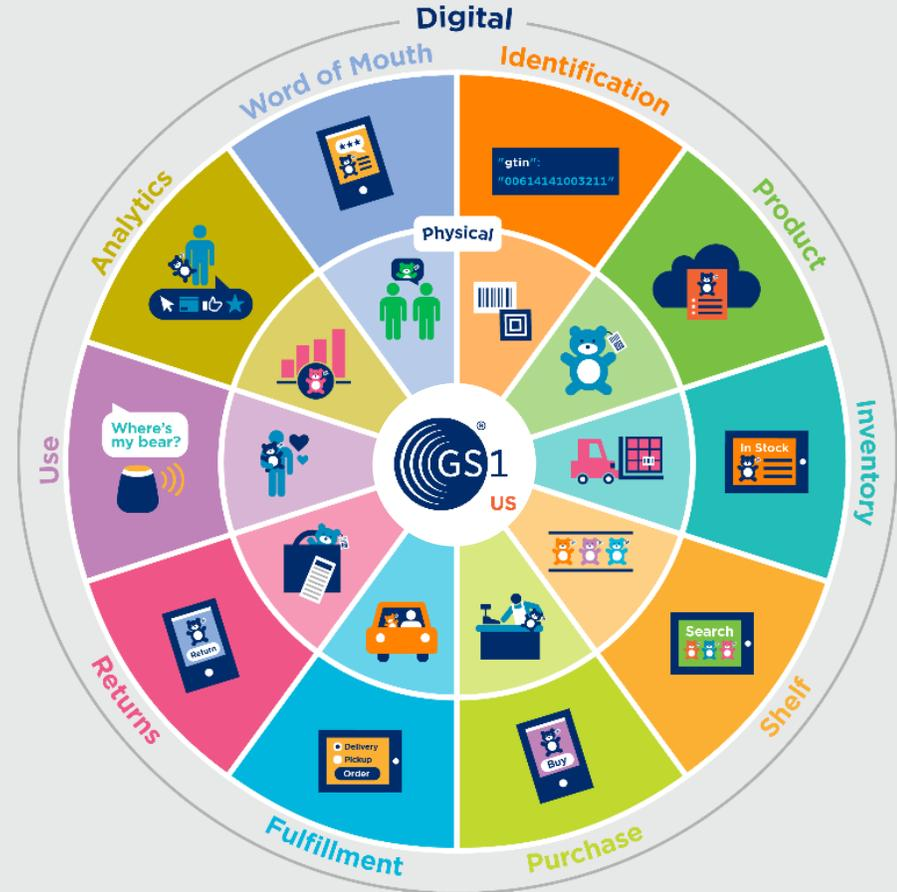 Digital
Word of Mouth
Identification
"gtin":
"00614141003211"
Physical
Analytics
Product
Use
Where's
my bear?
GS1
®
US
In Stock
Inventory
Search
Shelf
Return
Returns
Delivery
Pickup
Order
Fulfillment
Buy
Purchase